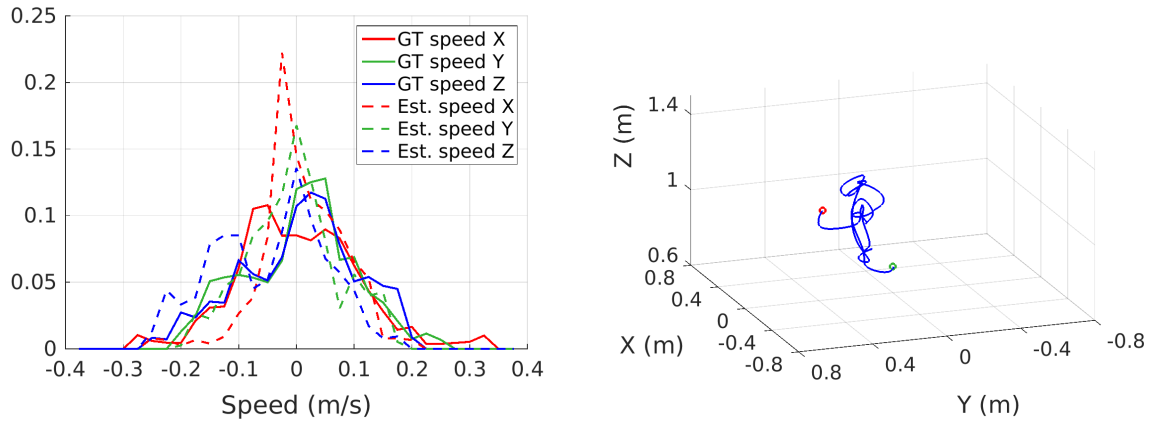 0.25
0.2
0.15
0.1
0.05
0
-0.4
-0.3
-0.2
-0.1
0
0.1
0.2
0.3
0.4
Speed (m/s)
GT speed X
GT speed Y
GT speed Z
Est. speed X
Est. speed Y
Est. speed Z
Z (m)
1.4
1
0.6
0.8
0.4
0
-0.4
-0.8
X (m)
0.8
0.4
0
-0.4
-0.8
Y (m)